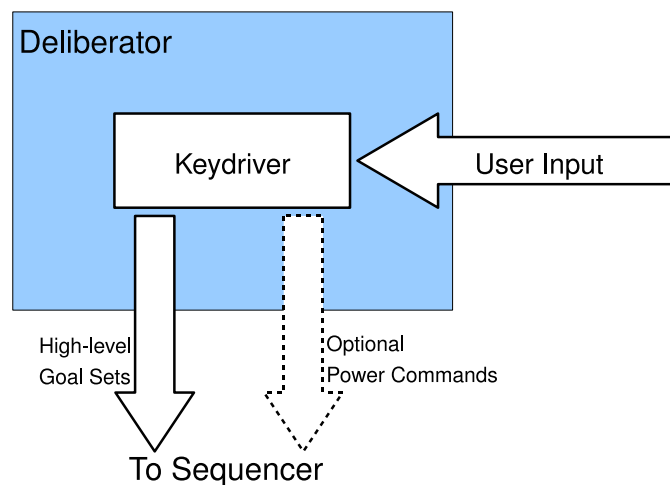 Deliberator
Keydriver
User Input
High-level
Goal Sets
Optional
Power Commands
To Sequencer